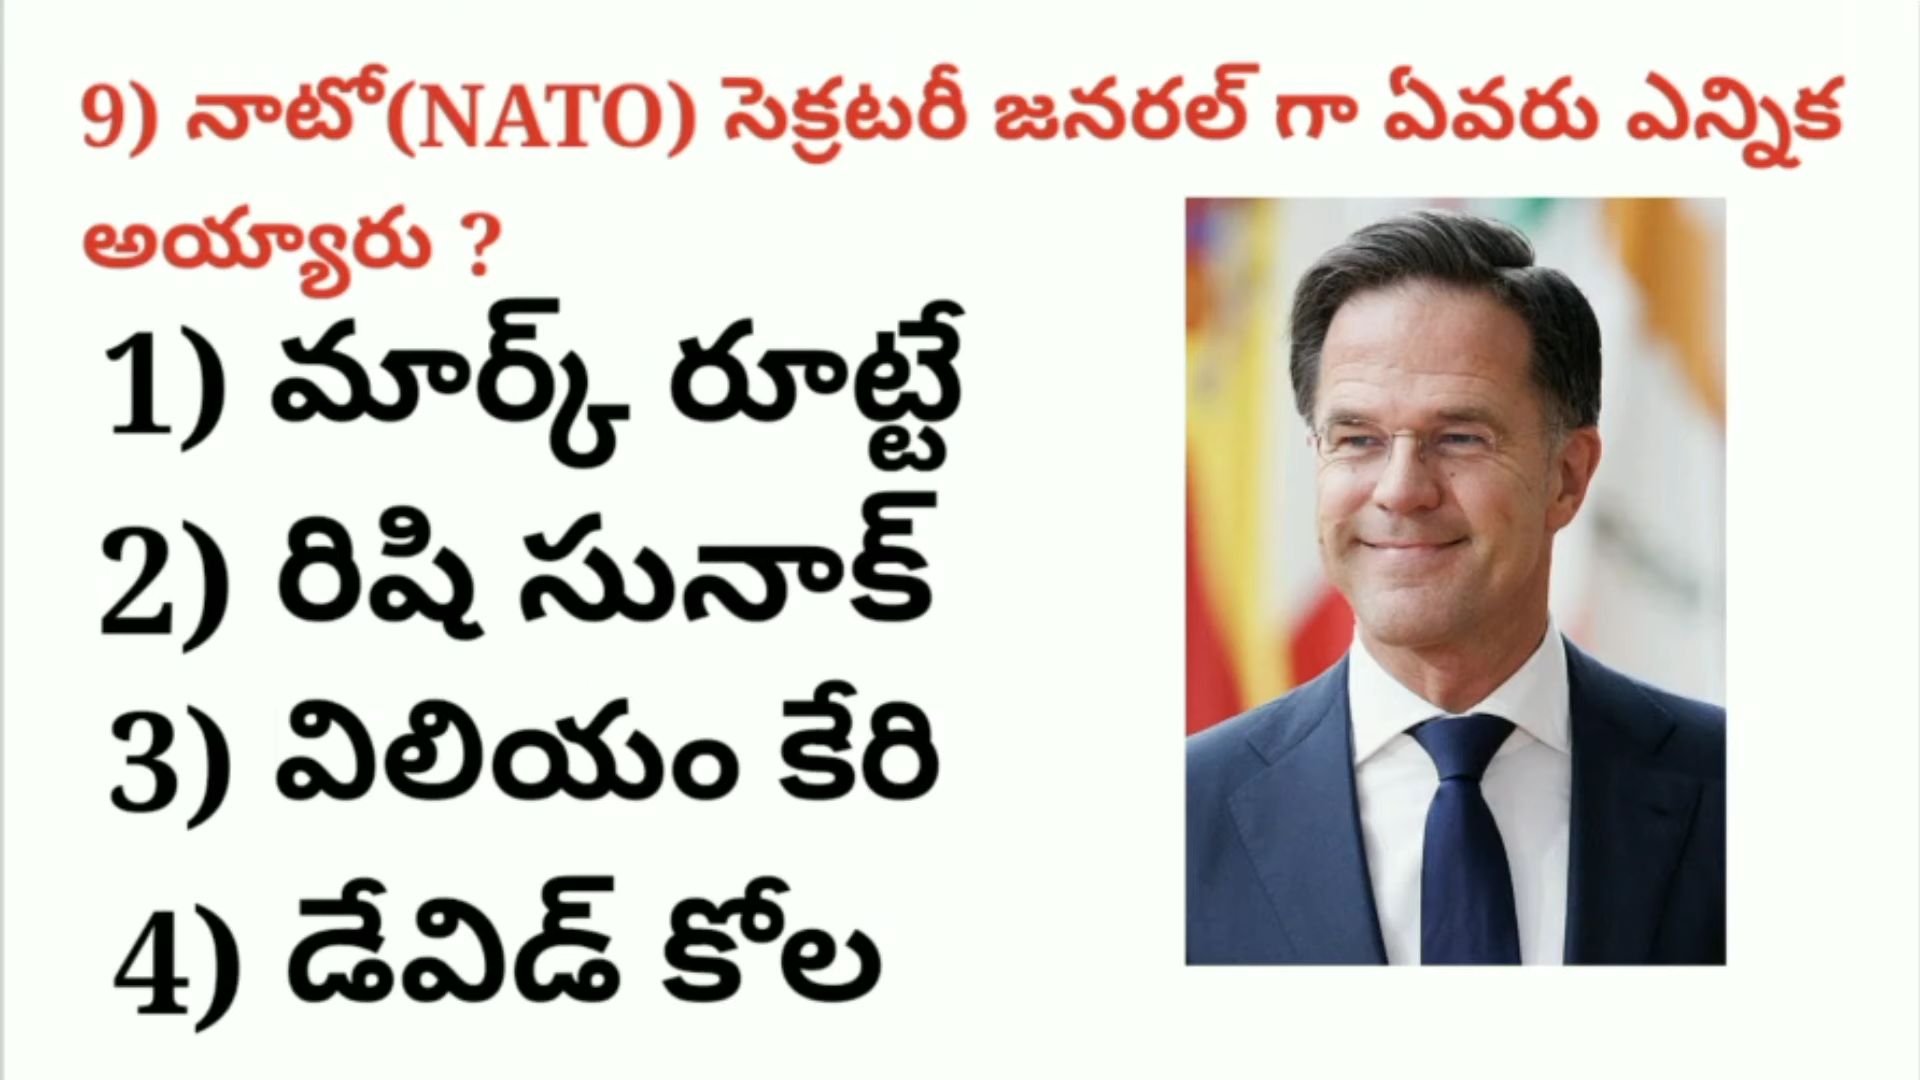 9) నాటో(NATO) సెక్రటరీ జనరల్ గా ఏవరు ఎన్నిక
అయ్యారు ?
1) మార్క్ రూట్టే
2) రిషి సునాక్
3) విలియం కేరి
4) డేవిడ్ కోల